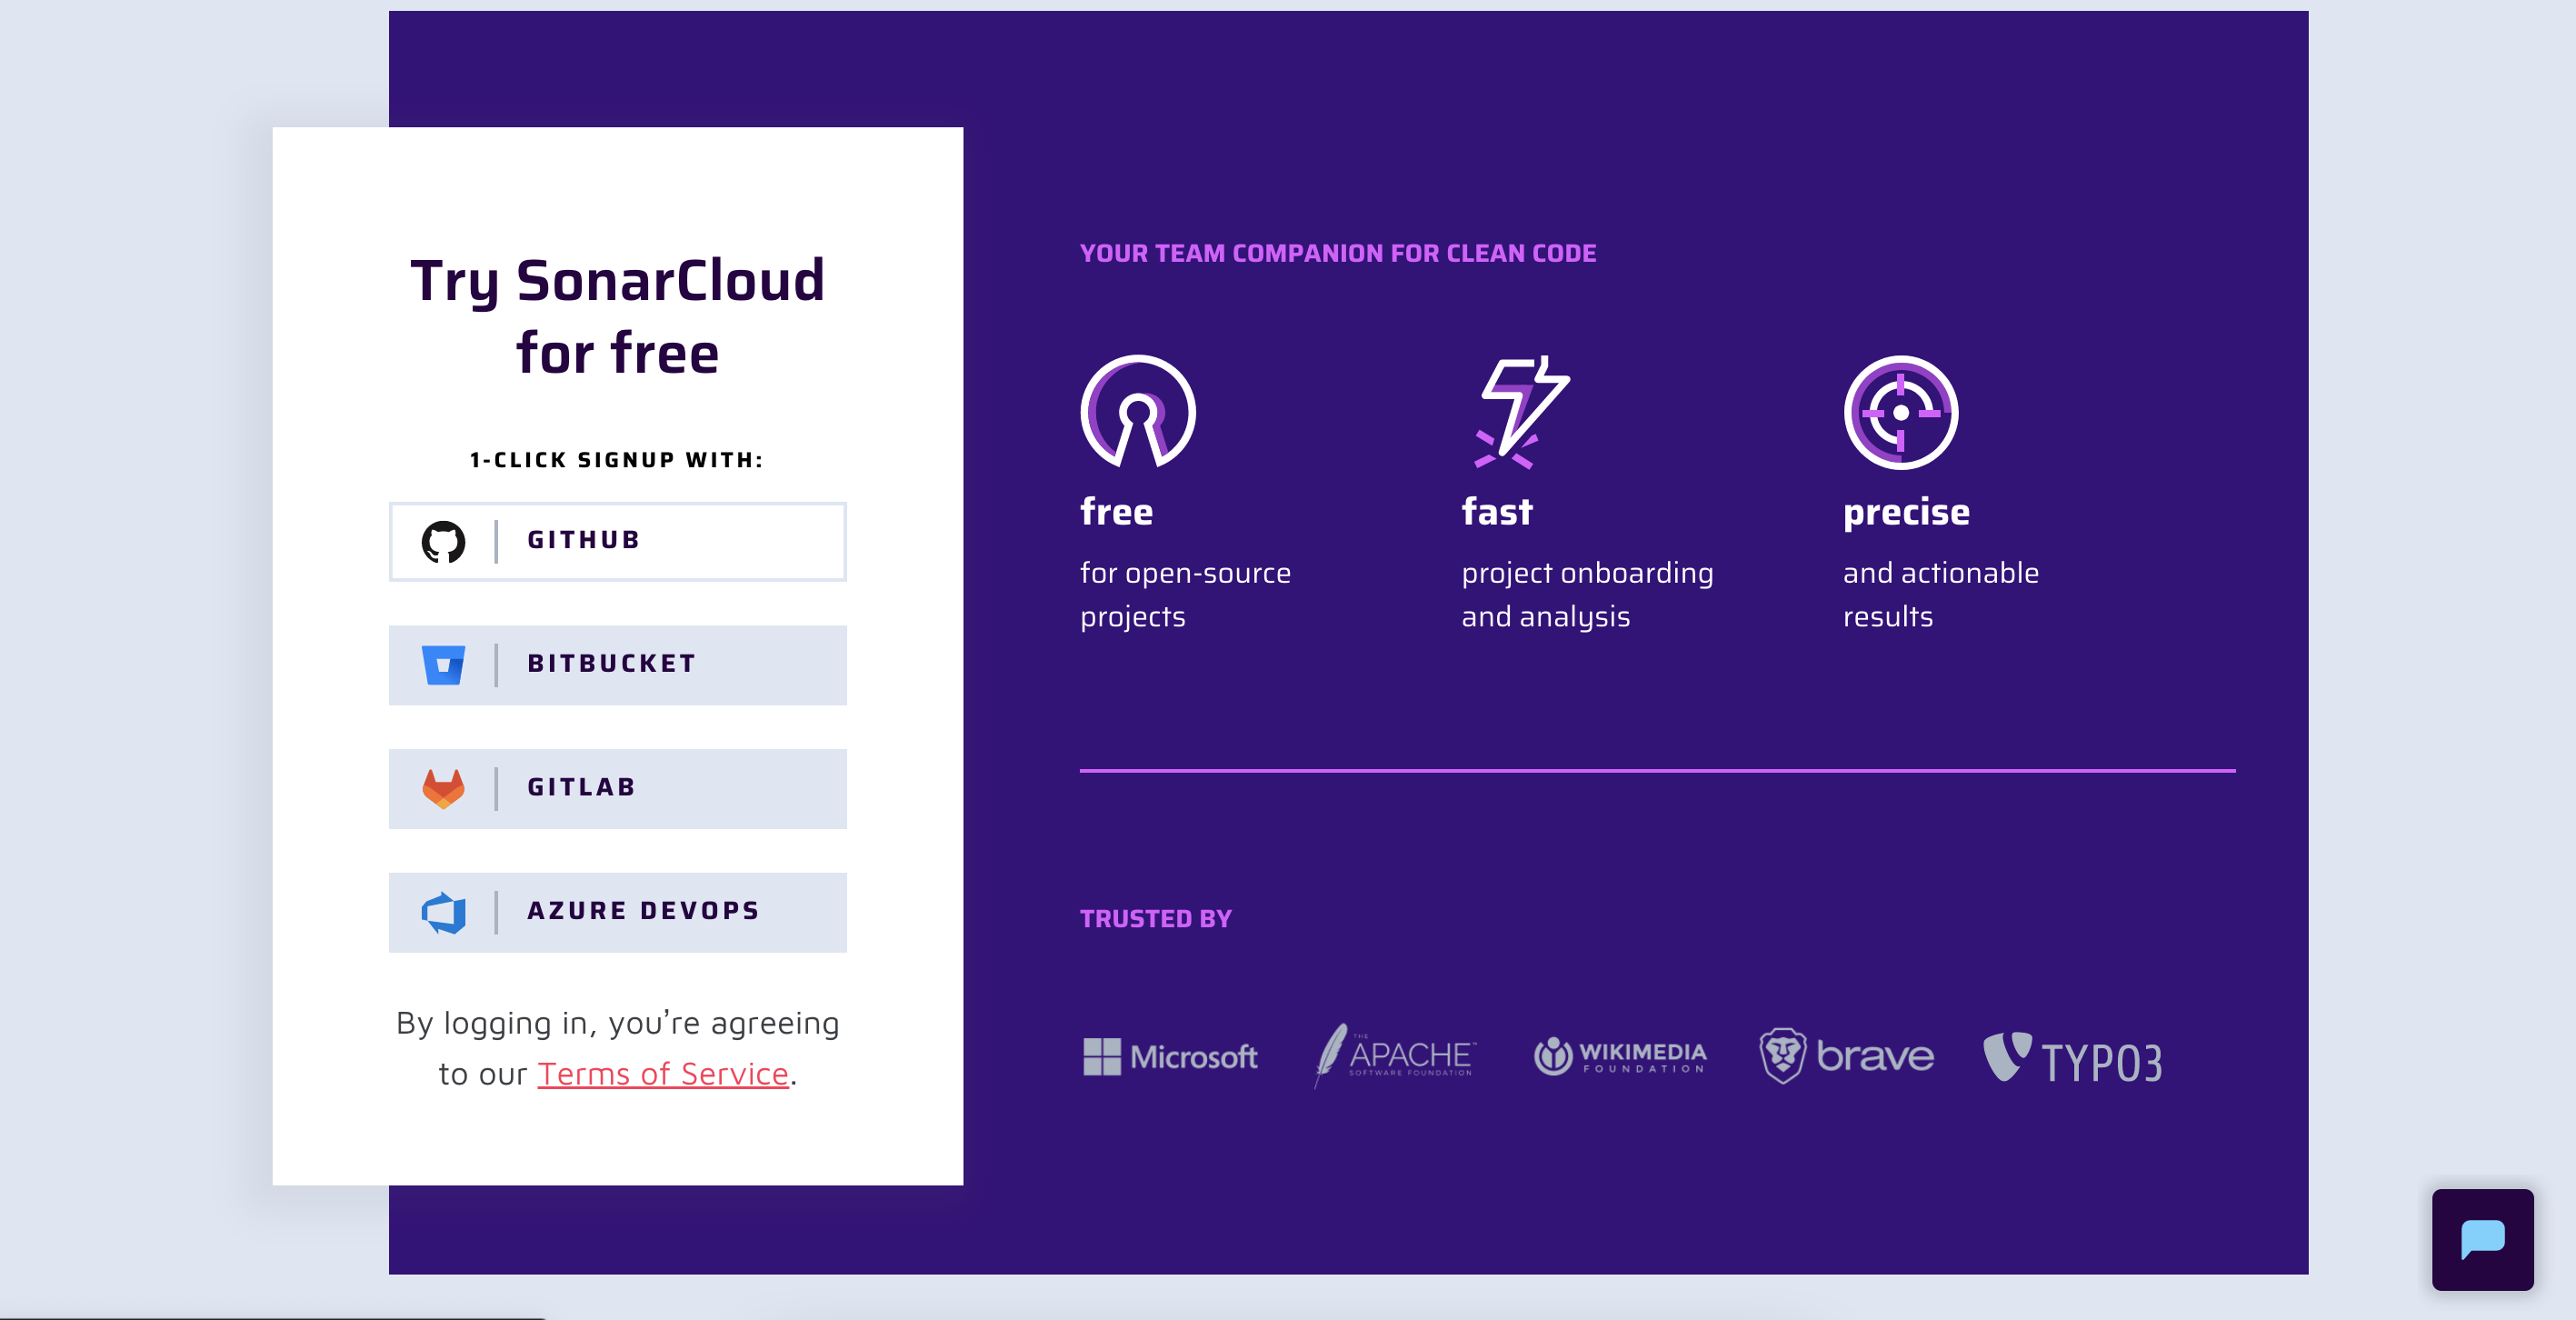 Try SonarCloud
for free
1-CLICK SIGNUP WITH:
GITHUB
BITBUCKET
GITLAB
AZURE DEVOPS
By logging in, you’re agreeing
to our Terms of Service.
YOUR TEAM COMPANION FOR CLEAN CODE
free
for open-source
projects
fast
project onboarding
and analysis
precise
and actionable
results
TRUSTED BY
Microsoft
THE
APACHE™
SOFTWARE FOUNDATION
WIKIMEDIA
FOUNDATION
brave
TYPO3